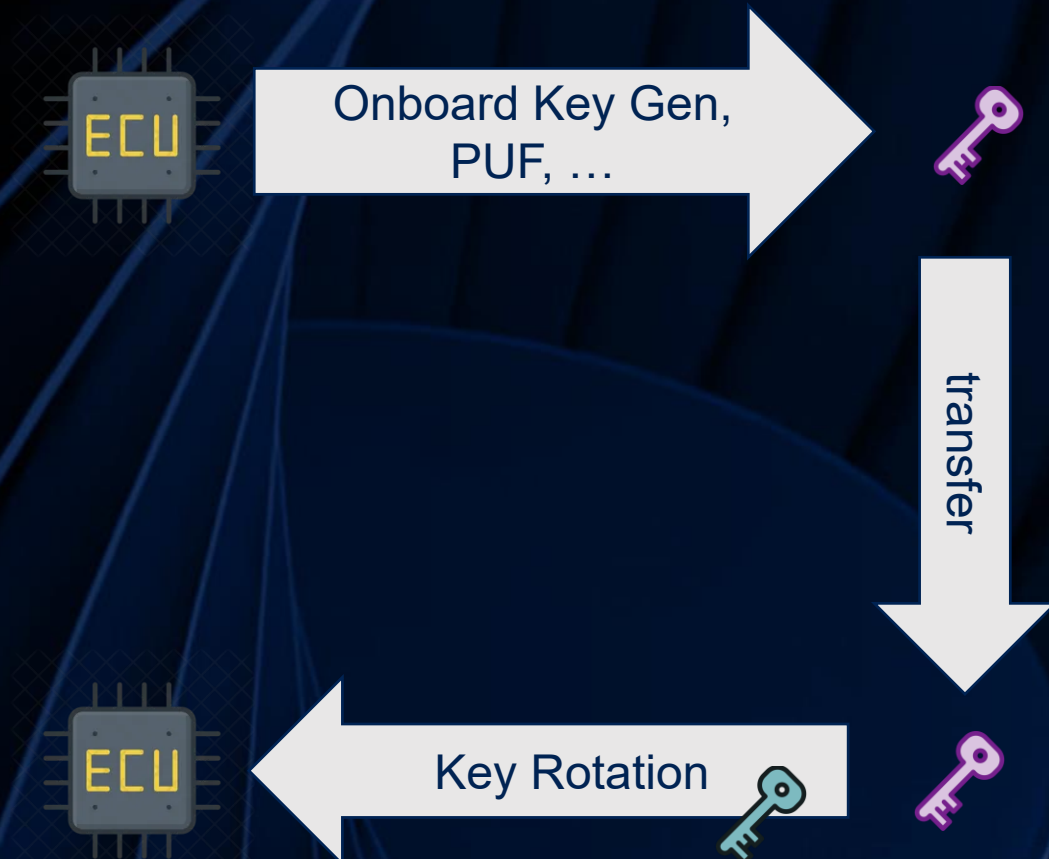 ECU
Onboard Key Gen,
PUF, …
transfer
ECU
Key Rotation